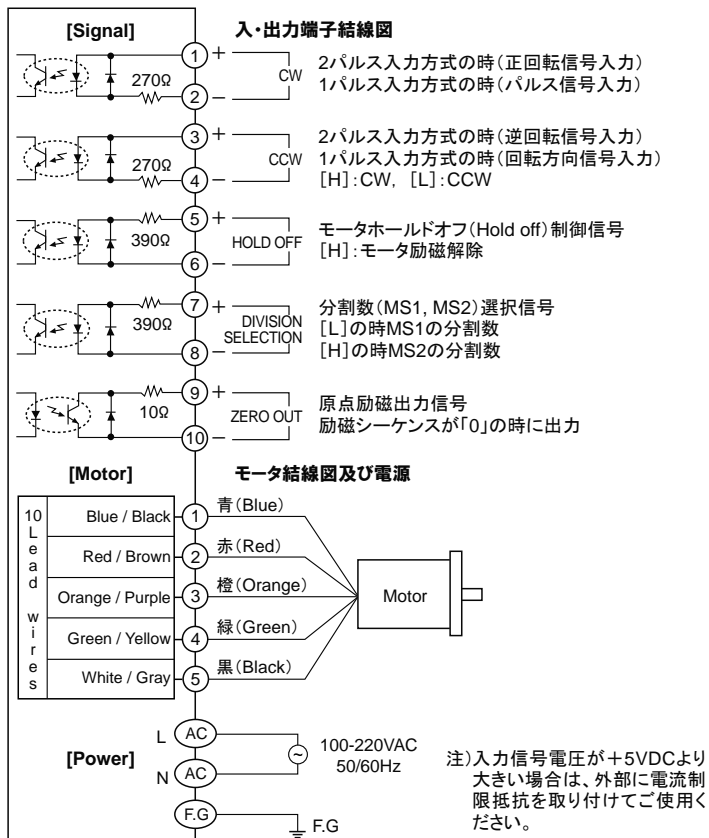 [Signal]
入・出力端子結線図
1
+
CW
2パルス入力方式の時(正回転信号入力)
1パルス入力方式の時(パルス信号入力)
270Ω
2
−
3
+
CCW
2パルス入力方式の時(逆回転信号入力)
1パルス入力方式の時(回転方向信号入力)
[H]:CW, [L]:CCW
270Ω
4
−
5
+
HOLD OFF
モータホールドオフ(Hold off)制御信号
[H]:モータ励磁解除
390Ω
6
−
7
+
DIVISION
SELECTION
分割数(MS1, MS2)選択信号
[L]の時MS1の分割数
[H]の時MS2の分割数
390Ω
8
−
9
+
ZERO OUT
原点励磁出力信号
励磁シーケンスが「0」の時に出力
10Ω
10
−
[Motor]
モータ結線図及び電源
10 Lead wires
Blue / Black
1
青(Blue)
Red / Brown
2
赤(Red)
Orange / Purple
3
橙(Orange)
Green / Yellow
4
緑(Green)
White / Gray
5
黒(Black)
Motor
[Power]
L
AC
N
AC
~
100-220VAC
50/60Hz
F.G
F.G
注)入力信号電圧が+5VDCより
大きい場合は、外部に電流制
限抵抗を取り付けてご使用く
ださい。